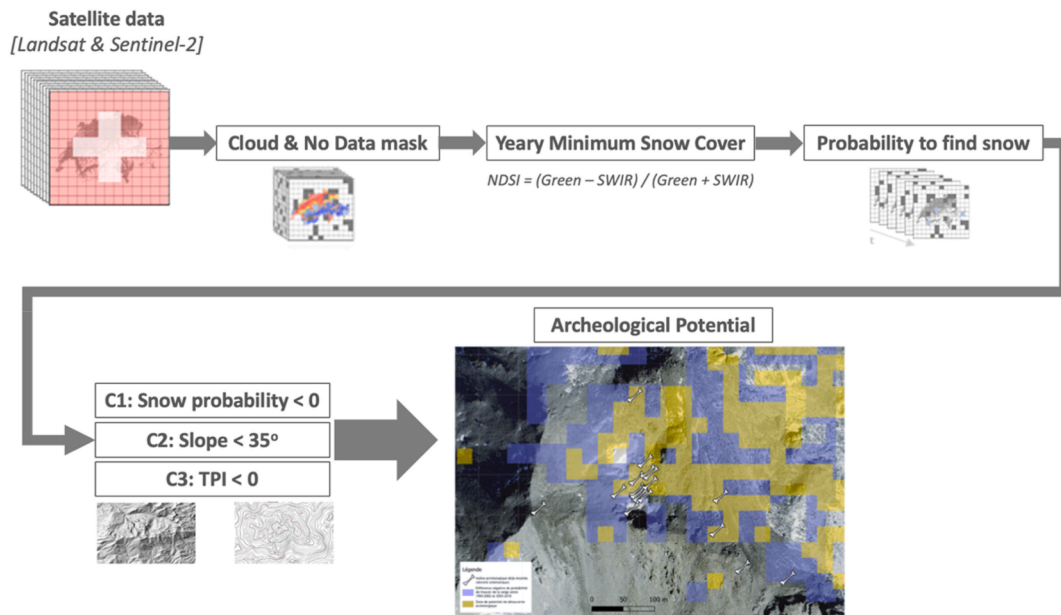 Satellite data
[Landsat & Sentinel-2]
Cloud & No Data mask
Yeary Minimum Snow Cover
Probability to find snow
NDSI = (Green – SWIR) / (Green + SWIR)
t
Archeological Potential
C1: Snow probability < 0
C2: Slope < 35º
C3: TPI < 0
Légende
0 50 100 m